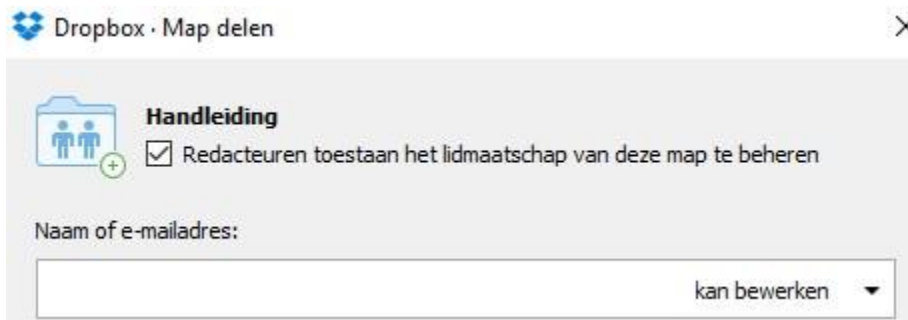 Dropbox · Map delen
Handleiding
Redacteuren toestaan het lidmaatschap van deze map te beheren
Naam of e-mailadres:
kan bewerken